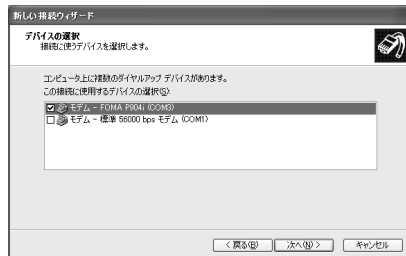 新しい接続ウィザード
デバイスの選択
接続に使うデバイスを選択します。
コンピュータ上に複数のダイヤルアップ デバイスがあります。
この接続に使用するデバイスの選択(S):
モデム - FOMA P904i (COM3)
モデム - 標準 56000 bps モデム (COM1)
< 戻る(B)
次へ(N) >
キャンセル